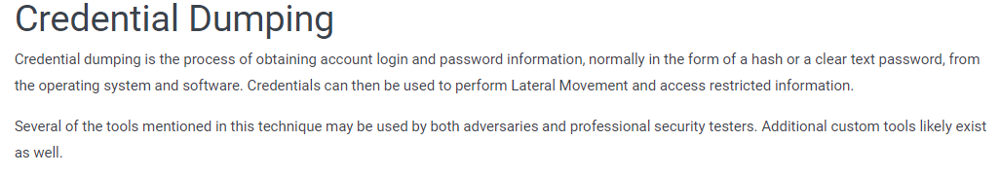 Credential Dumping
Credential dumping is the process of obtaining account login and password information, normally in the form of a hash or a clear text password, from
the operating system and software. Credentials can then be used to perform Lateral Movement and access restricted information.
Several of the tools mentioned in this technique may be used by both adversaries and professional security testers. Additional custom tools likely exist
as well.